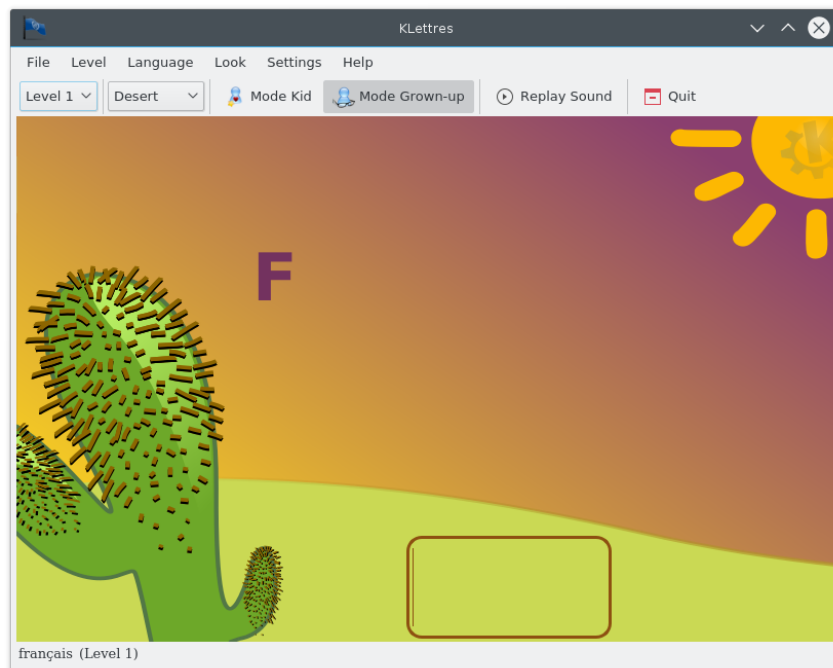 KLettres
File Level Language Look Settings Help
Level 1 Desert Mode Kid Mode Grown-up Replay Sound Quit
K
F
français (Level 1)